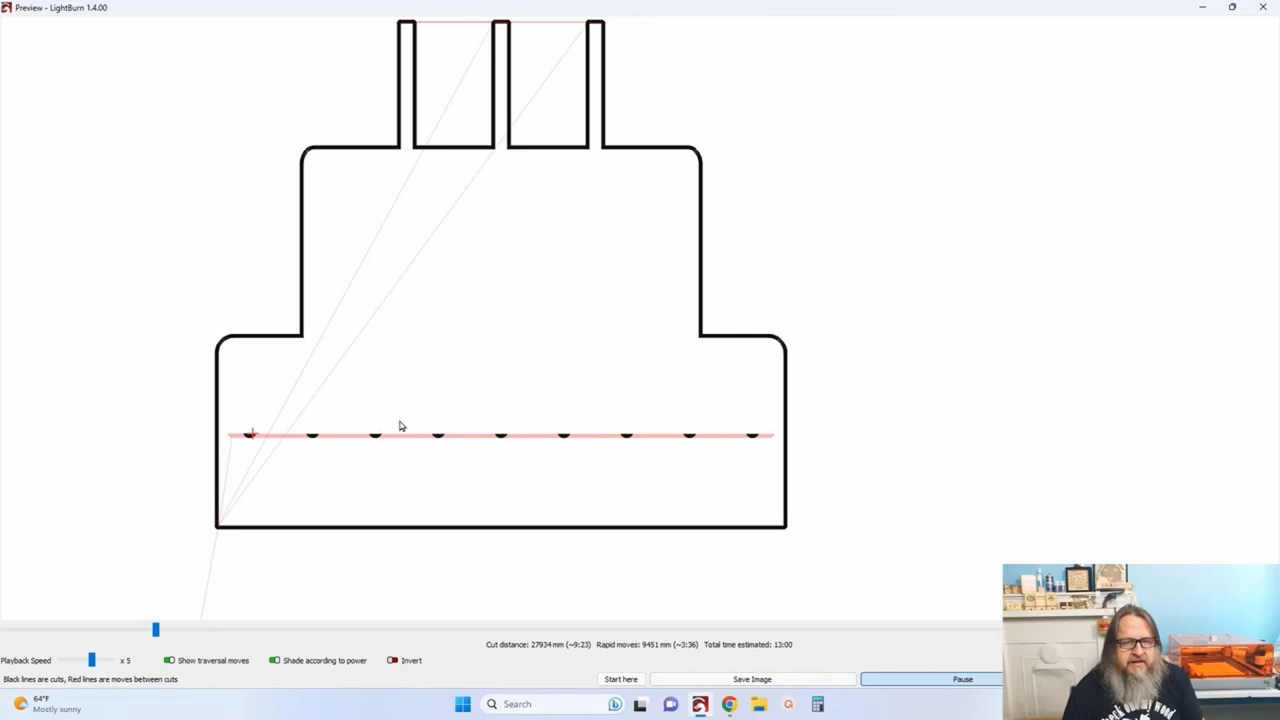 Preview - LightBurn 1.4.00
Cut distance: 27934 mm (~9:23) Rapid moves: 9451 mm (~3:36) Total time estimated: 13:00
Playback Speed x 5 Show traversal moves Shade according to power Invert
Black lines are cuts, Red lines are moves between cuts Start here Save Image Pause
64°F
Mostly sunny
Search